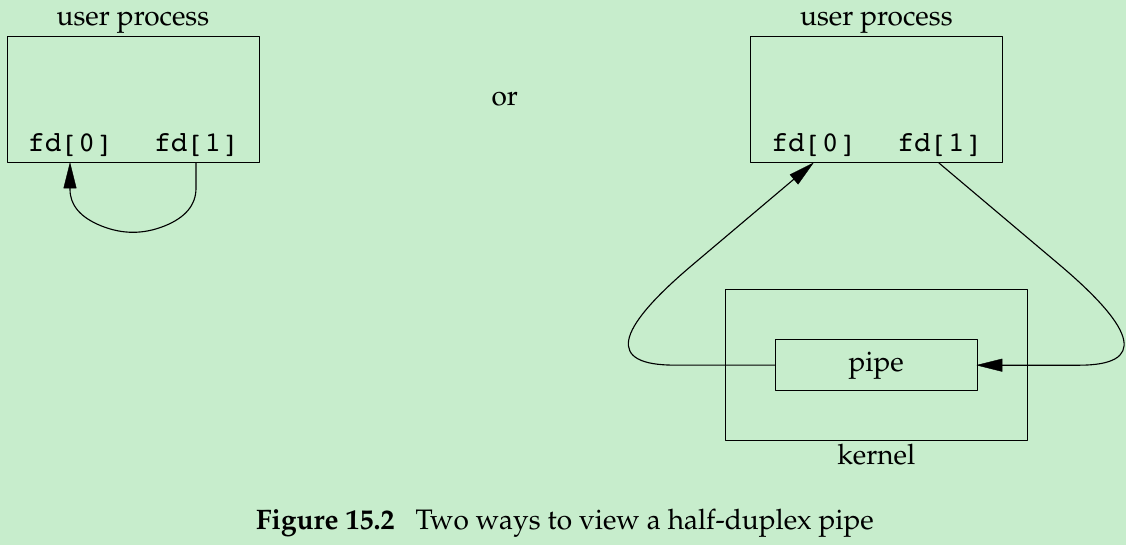 user process
user process
or
fd[0] fd[1]
fd[0] fd[1]
pipe
kernel
Figure 15.2 Two ways to view a half-duplex pipe